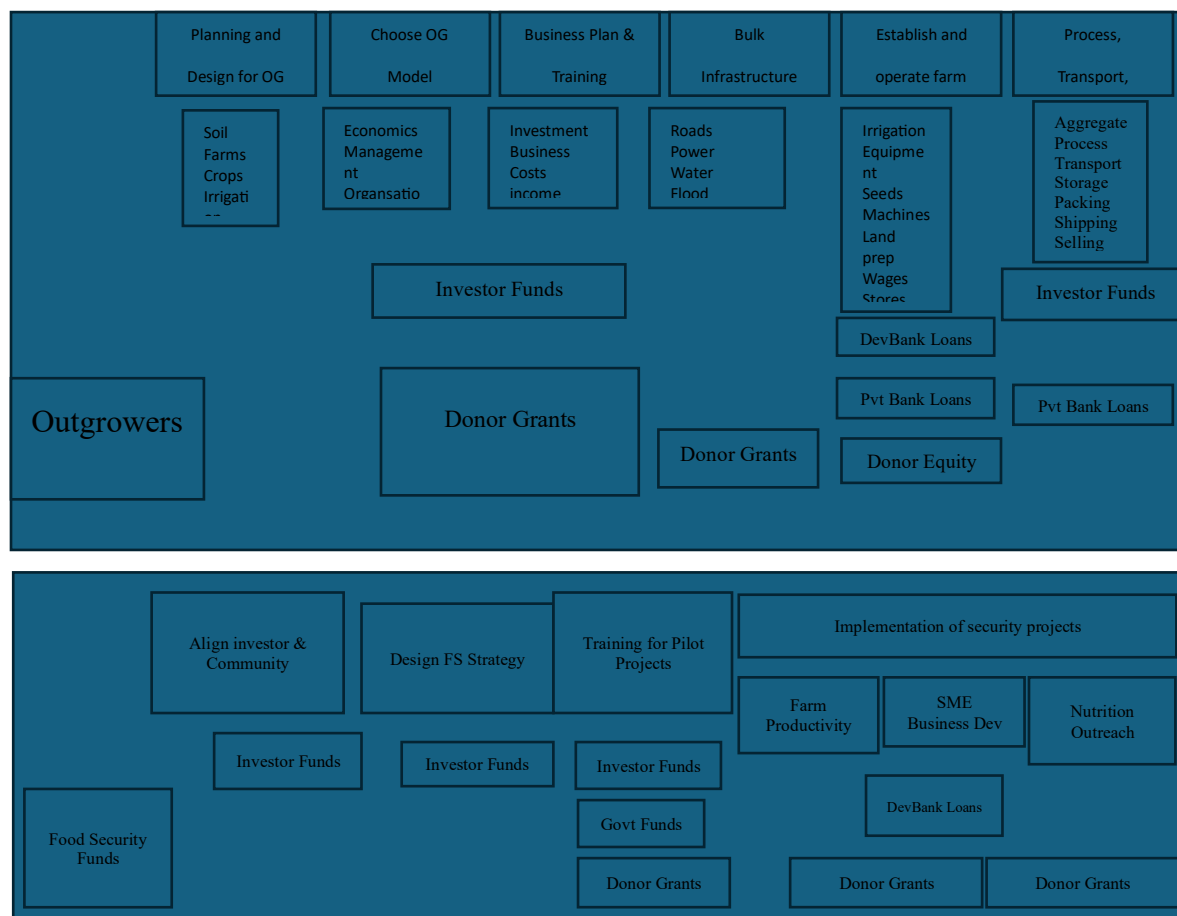 Planning and
Design for OG
Choose OG
Model
Business Plan &
Training
Bulk
Infrastructure
Establish and
operate farm
Process,
Transport,
Soil
Farms
Crops
Irrigati
Economics
Manageme
nt
Organsatio
Investment
Business
Costs
income
Roads
Power
Water
Flood
Irrigation
Equipme
nt
Seeds
Machines
Land
prep
Wages
Stores
Aggregate
Process
Transport
Storage
Packing
Shipping
Selling
Investor Funds
Investor Funds
DevBank Loans
Outgrowers
Donor Grants
Pvt Bank Loans
Pvt Bank Loans
Donor Grants
Donor Equity
Align investor &
Community
Design FS Strategy
Training for Pilot
Projects
Implementation of security projects
Farm
Productivity
SME
Business Dev
Nutrition
Outreach
Investor Funds
Investor Funds
Investor Funds
DevBank Loans
Food Security
Funds
Govt Funds
Donor Grants
Donor Grants
Donor Grants